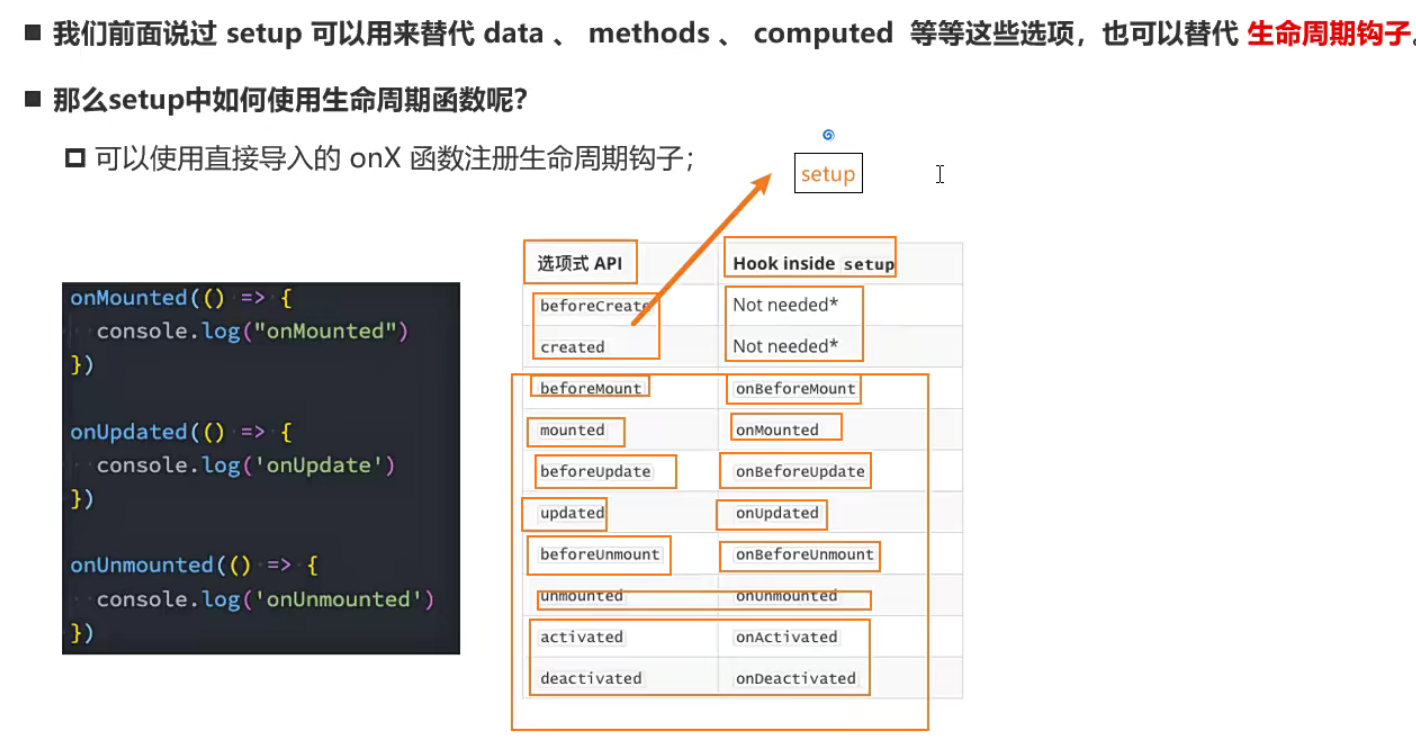 我们前面说过 setup 可以用来替代 data 、 methods 、 computed 等等这些选项，也可以替代 生命周期钩子。
那么setup中如何使用生命周期函数呢？
可以使用直接导入的 onX 函数注册生命周期钩子；
setup
onMounted(() => {
  console.log("onMounted")
})
onUpdated(() => {
  console.log('onUpdate')
})
onUnmounted(() => {
  console.log('onUnmounted')
})
选项式 API Hook inside setup
beforeCreate Not needed*
created Not needed*
beforeMount onBeforeMount
mounted onMounted
beforeUpdate onBeforeUpdate
updated onUpdated
beforeUnmount onBeforeUnmount
unmounted onUnmounted
activated onActivated
deactivated onDeactivated